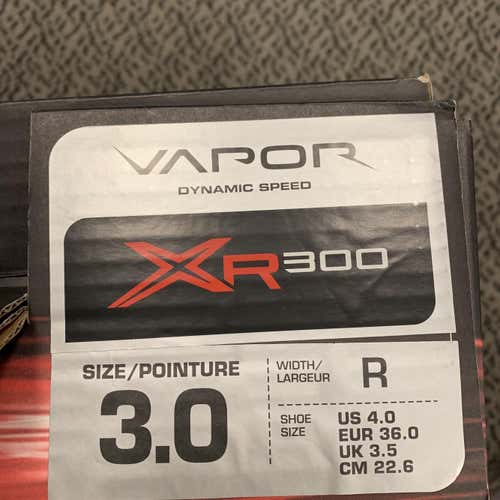 VAPOR
DYNAMIC SPEED
XR300
SIZE/POINTURE
3.0
WIDTH/
LARGEUR
R
SHOE
SIZE
US 4.0
EUR 36.0
UK 3.5
CM 22.6